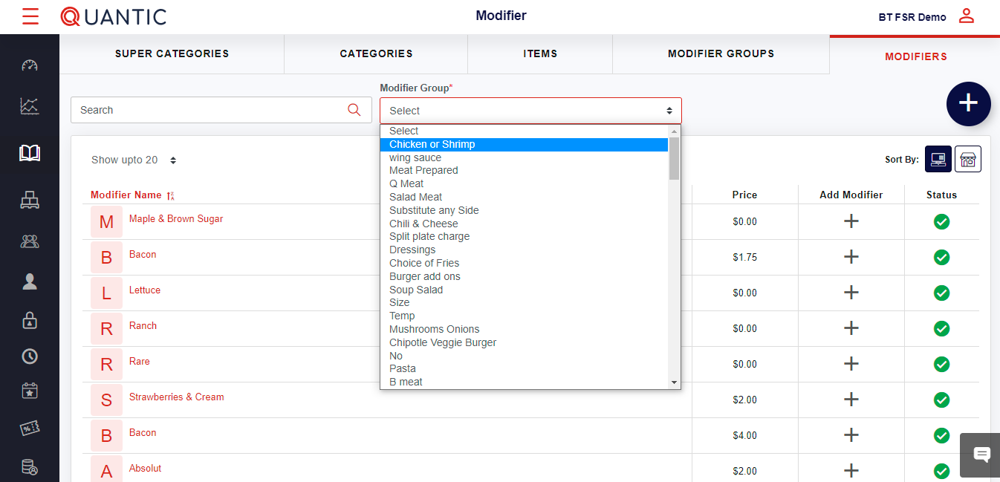 QUANTIC
Modifier
BT FSR Demo
SUPER CATEGORIES
CATEGORIES
ITEMS
MODIFIER GROUPS
MODIFIERS
Modifier Group*
Search
Select
Select
Chicken or Shrimp
wing sauce
Meat Prepared
Q Meat
Salad Meat
Substitute any Side
Chili & Cheese
Split plate charge
Dressings
Choice of Fries
Burger add ons
Soup Salad
Size
Temp
Mushrooms Onions
Chipotle Veggie Burger
No
Pasta
B meat
Show upto 20
Sort By:
Modifier Name
Price
Add Modifier
Status
M Maple & Brown Sugar $0.00
B Bacon $1.75
L Lettuce $0.00
R Ranch $0.00
R Rare $0.00
S Strawberries & Cream $2.00
B Bacon $4.00
A Absolut $2.00